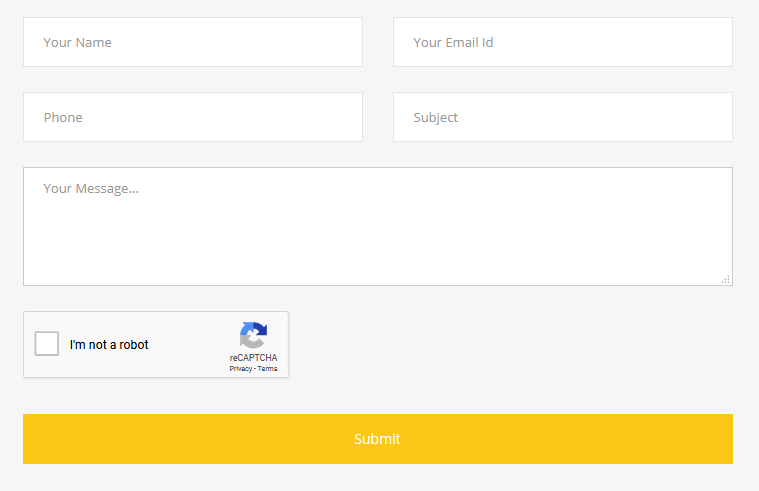 Your Name
Your Email Id
Phone
Subject
Your Message...
I'm not a robot
reCAPTCHA
Privacy - Terms
Submit